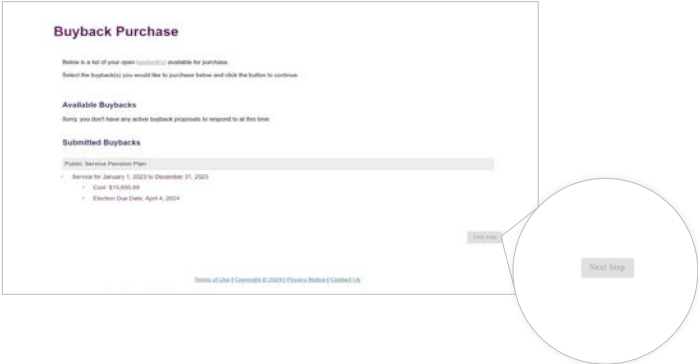 Buyback Purchase
Below is a list of your open buyback(s) available for purchase
Select the buyback(s) you would like to purchase below and click the button to continue
Available Buybacks
Sorry, you don't have any active buyback proposals to respond to at this time.
Submitted Buybacks
Public Service Pension Plan
Service for January 1, 2023 to December 31, 2023
Cost:
Election Due Date: April 4, 2024
Next Step
Next Step
Terms of Use | Copyright © 2024 | Privacy Notice | Contact Us